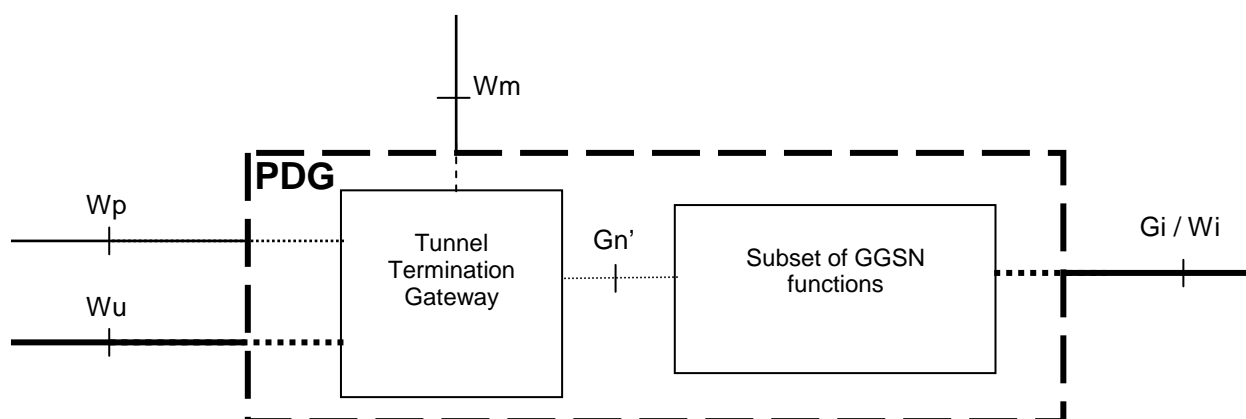 Wm
PDG
Wp
Tunnel
Termination
Gateway
Gn’
Subset of GGSN
functions
Gi / Wi
Wu